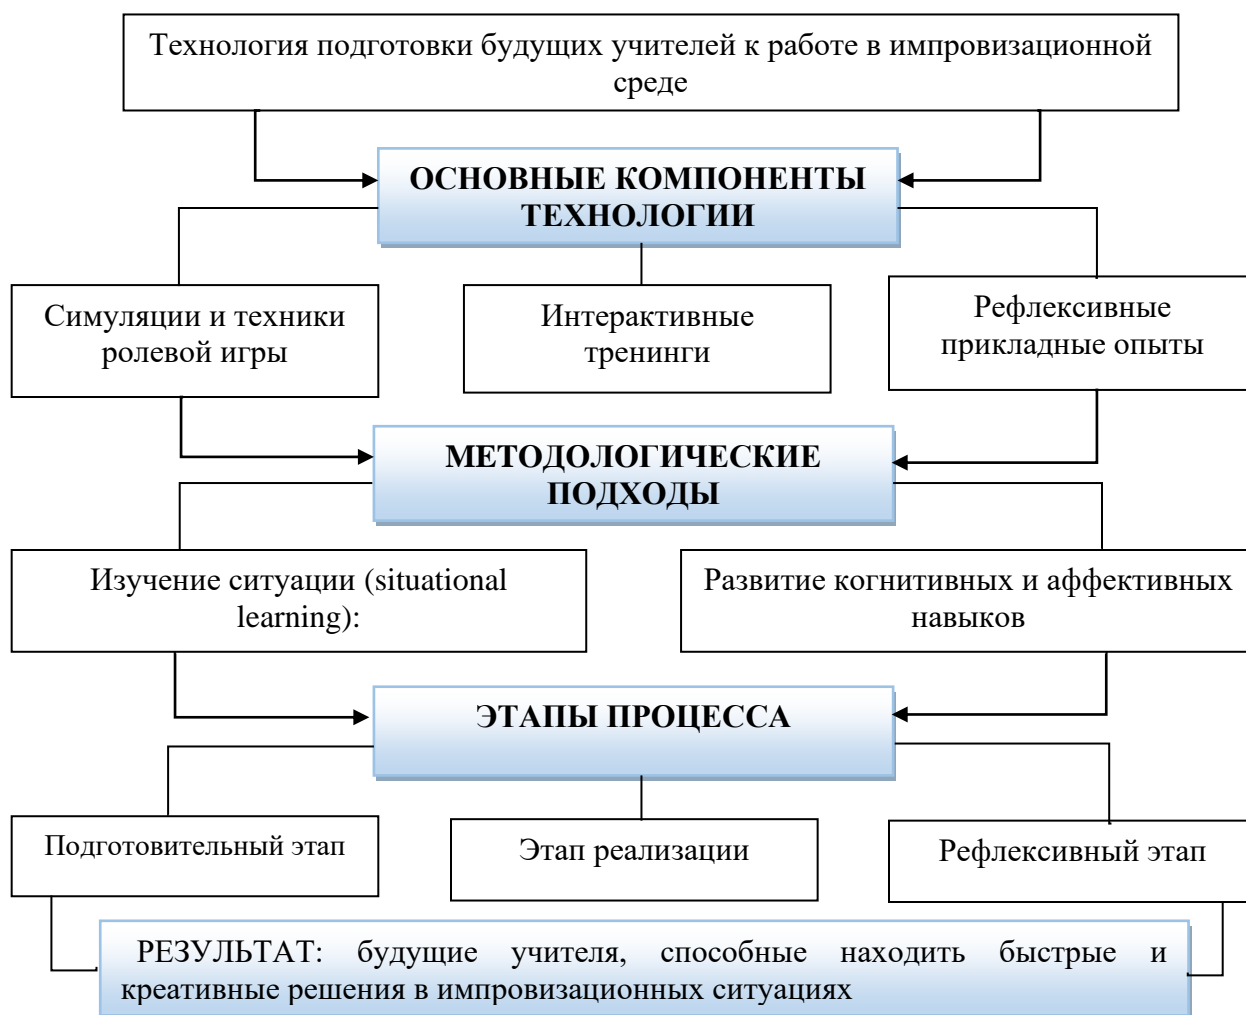 Технология подготовки будущих учителей к работе в импровизационной
среде
ОСНОВНЫЕ КОМПОНЕНТЫ
ТЕХНОЛОГИИ
Симуляции и техники
ролевой игры
Интерактивные
тренинги
Рефлексивные
прикладные опыты
МЕТОДОЛОГИЧЕСКИЕ
ПОДХОДЫ
Изучение ситуации (situational
learning):
Развитие когнитивных и аффективных
навыков
ЭТАПЫ ПРОЦЕССА
Подготовительный этап
Этап реализации
Рефлексивный этап
РЕЗУЛЬТАТ: будущие учителя, способные находить быстрые и
креативные решения в импровизационных ситуациях